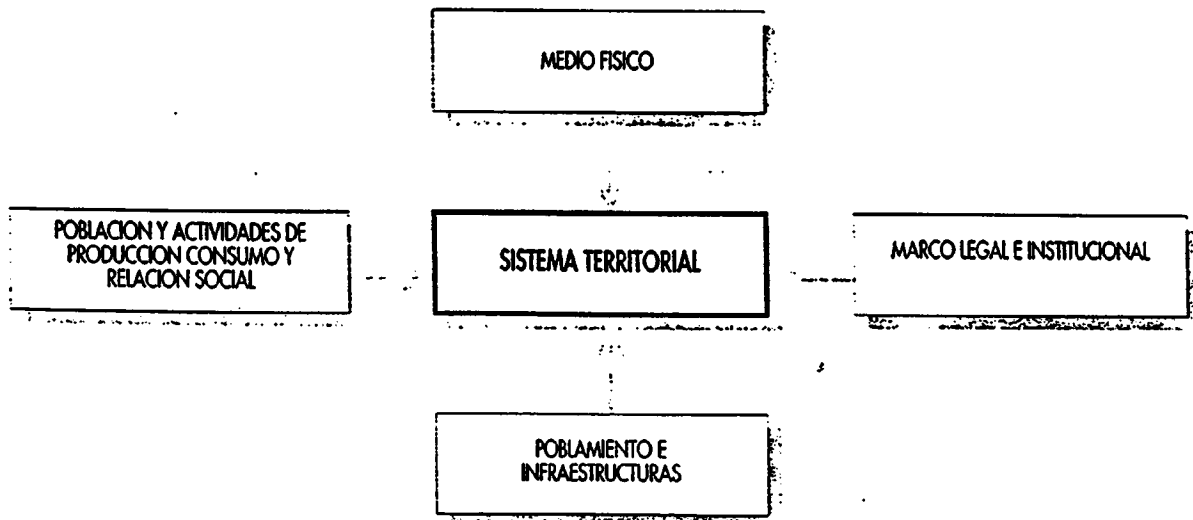 MEDIO FISICO
POBLACION Y ACTIVIDADES DE
PRODUCCION CONSUMO Y
RELACION SOCIAL
SISTEMA TERRITORIAL
MARCO LEGAL E INSTITUCIONAL
POBLAMIENTO E
INFRAESTRUCTURAS